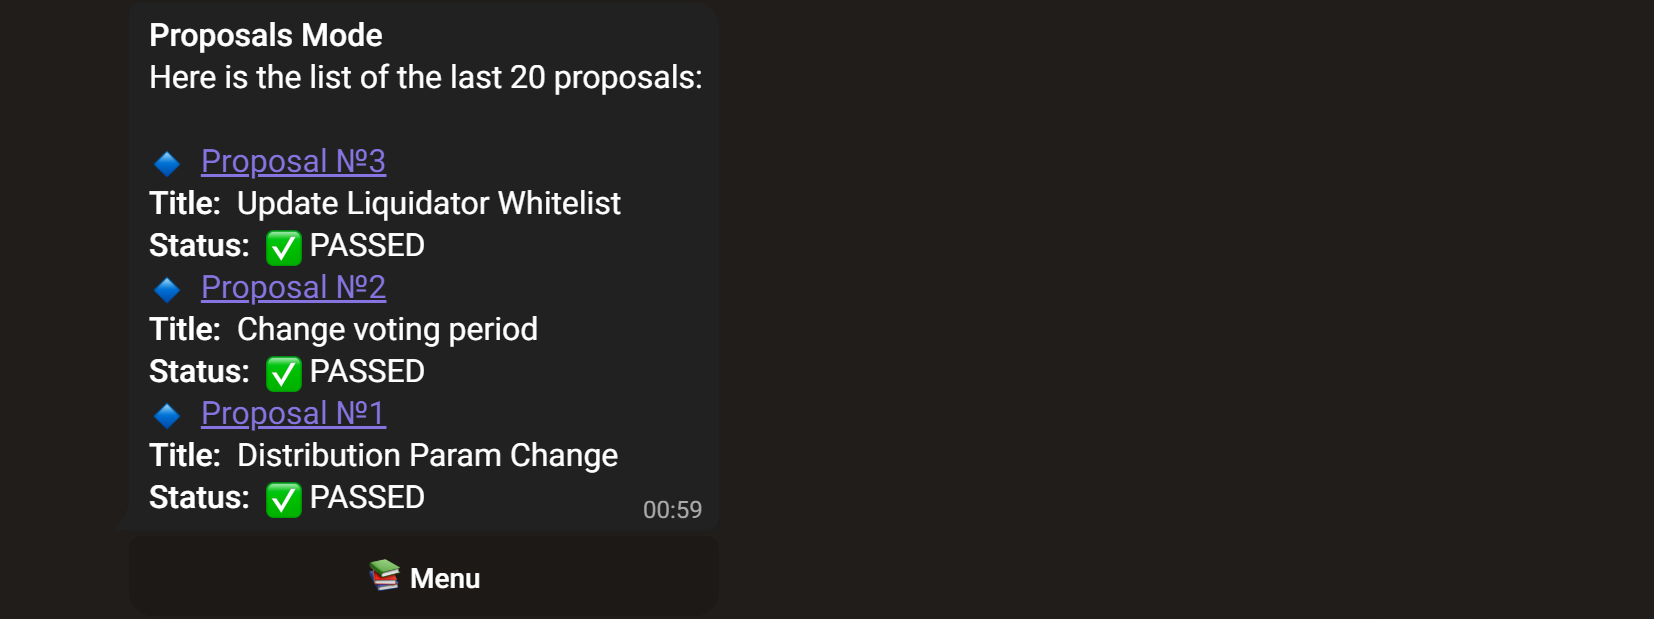 Proposals Mode
Here is the list of the last 20 proposals:
Proposal №3
Title: Update Liquidator Whitelist
Status: ✅ PASSED
Proposal №2
Title: Change voting period
Status: ✅ PASSED
Proposal №1
Title: Distribution Param Change
Status: ✅ PASSED
00:59
Menu